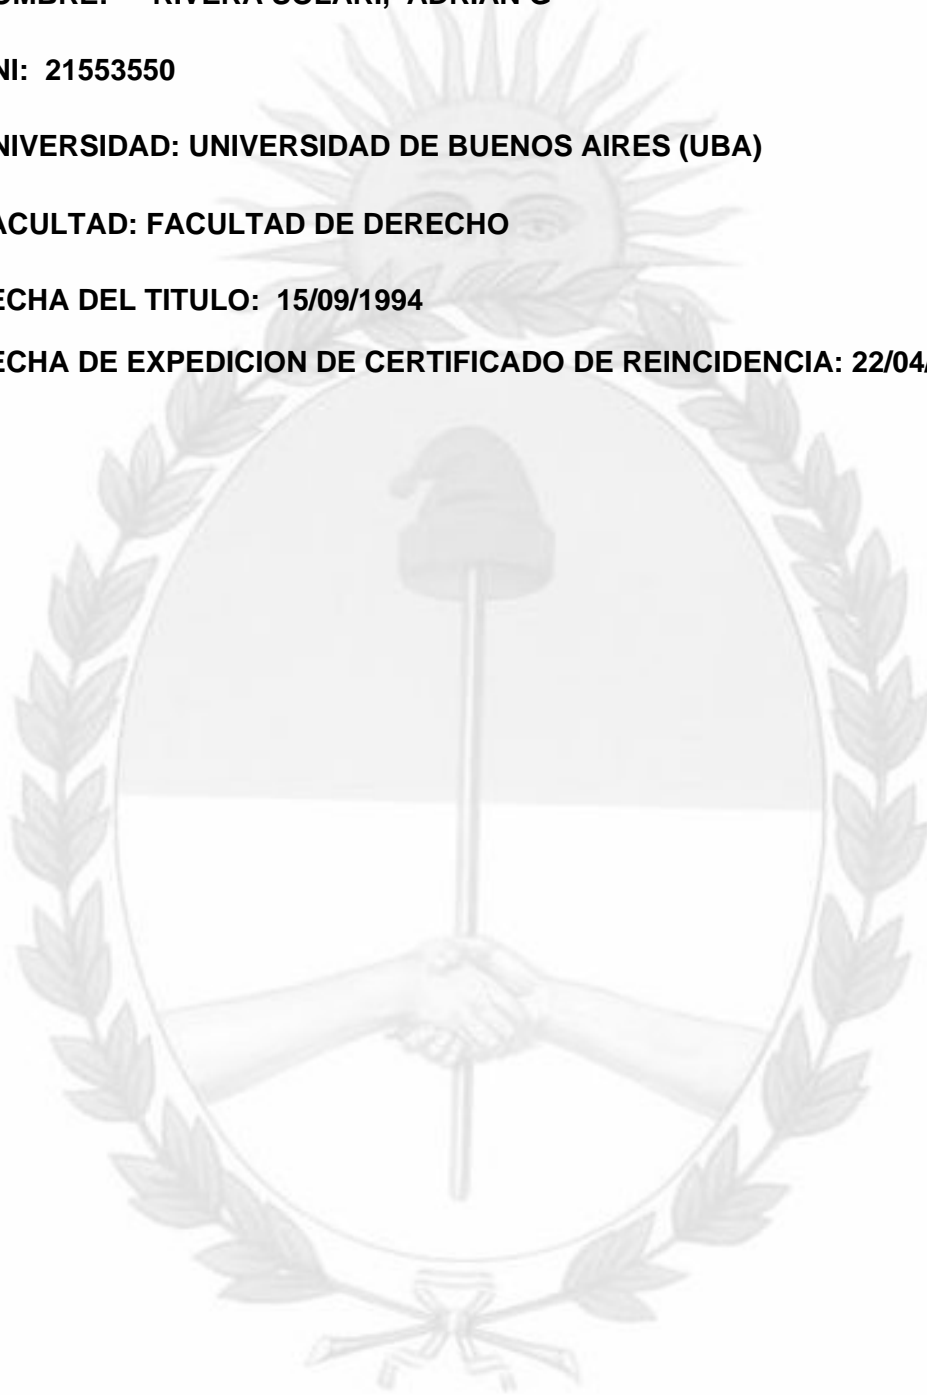 OMBRE: RIVERA SOLARI, ADRIAN G
NI: 21553550
NIVERSIDAD: UNIVERSIDAD DE BUENOS AIRES (UBA)
ACULTAD: FACULTAD DE DERECHO
ECHA DEL TITULO: 15/09/1994
ECHA DE EXPEDICION DE CERTIFICADO DE REINCIDENCIA: 22/04/